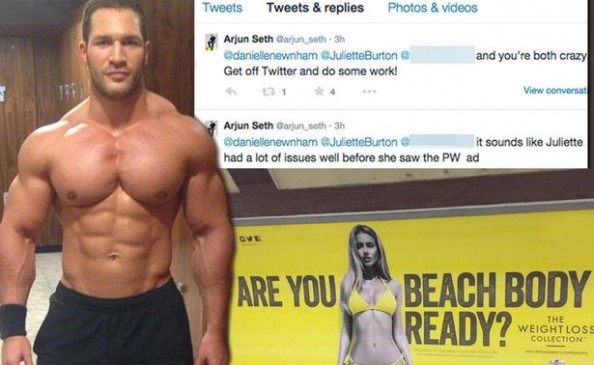 Tweets Tweets & replies Photos & videos
Arjun Seth @arjun_seth · 3h
@daniellenewnham @JulietteBurton @ and you're both crazy
Get off Twitter and do some work!
1 4 View conversat
Arjun Seth @arjun_seth · 3h
@daniellenewnham @JulietteBurton @ it sounds like Juliette
had a lot of issues well before she saw the PW ad
ARE YOU BEACH BODY
READY?
THE
WEIGHT LOSS
COLLECTION